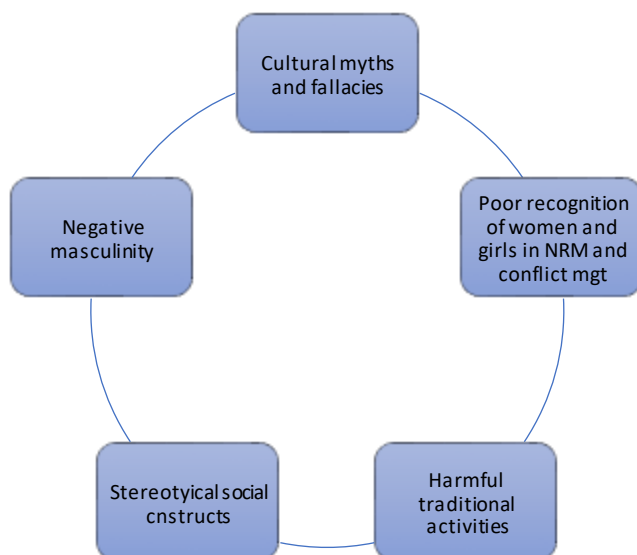 Cultural myths
and fallacies
Poor recognition
of women and
girls in NRM and
conflict mgt
Harmful
traditional
activities
Stereotyical social
cnstructs
Negative
masculinity